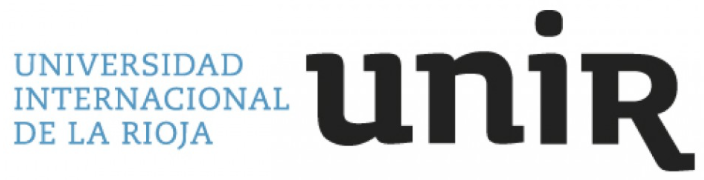 UNIVERSIDAD
INTERNACIONAL
DE LA RIOJA
uniR